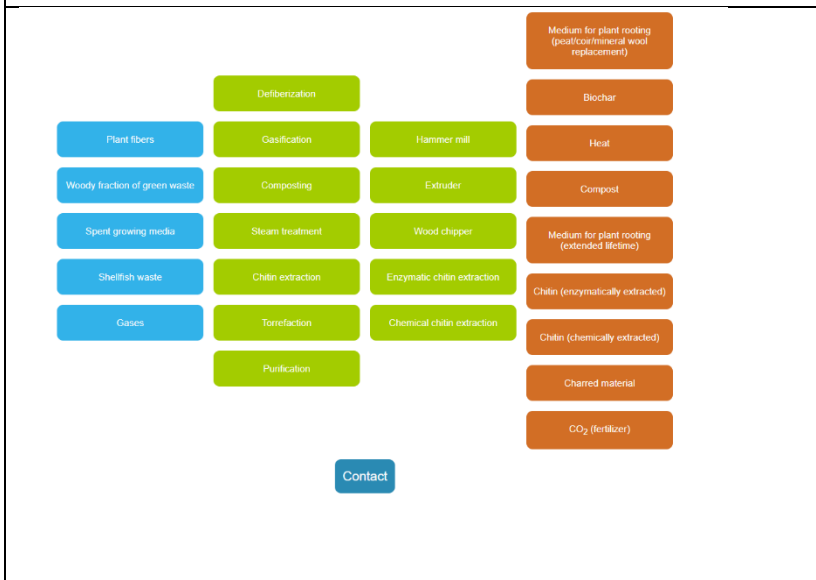 Plant fibers
Woody fraction of green waste
Spent growing media
Shellfish waste
Gases
Defiberization
Gasification
Composting
Steam treatment
Chitin extraction
Torrefaction
Purification
Hammer mill
Extruder
Wood chipper
Enzymatic chitin extraction
Chemical chitin extraction
Medium for plant rooting
(peat/coir/mineral wool
replacement)
Biochar
Heat
Compost
Medium for plant rooting
(extended lifetime)
Chitin (enzymatically extracted)
Chitin (chemically extracted)
Charred material
CO₂ (fertilizer)
Contact